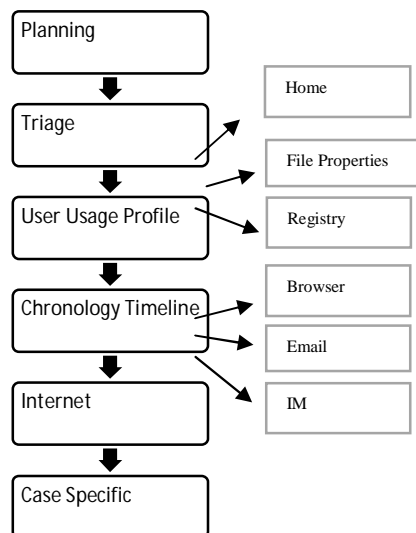 Planning
Triage
User Usage Profile
Chronology Timeline
Internet
Case Specific
Home
File Properties
Registry
Browser
Email
IM